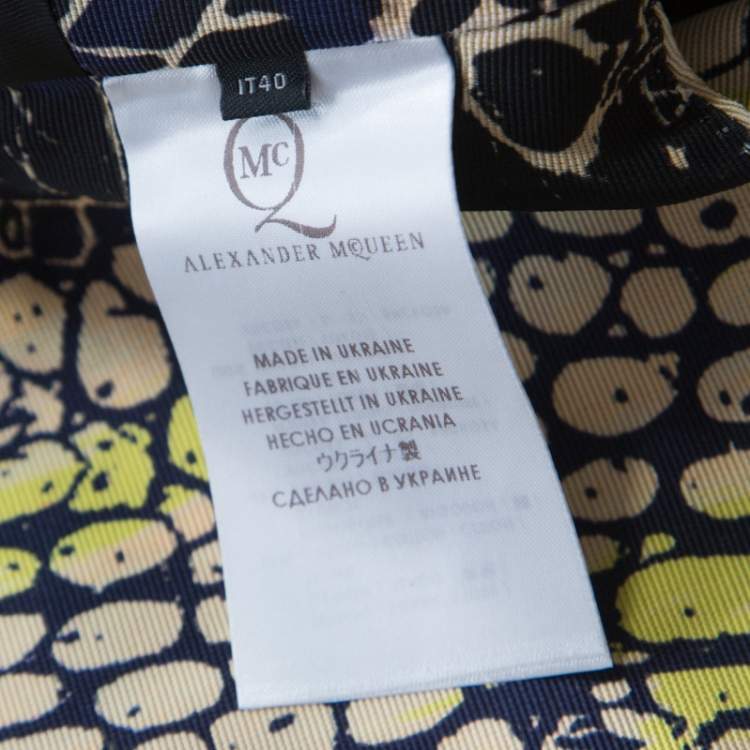 IT40
McQ
ALEXANDER McQUEEN
MADE IN UKRAINE
FABRIQUE EN UKRAINE
HERGESTELLT IN UKRAINE
HECHO EN UCRANIA
ウクライナ製
СДЕЛАНО В УКРАИНЕ